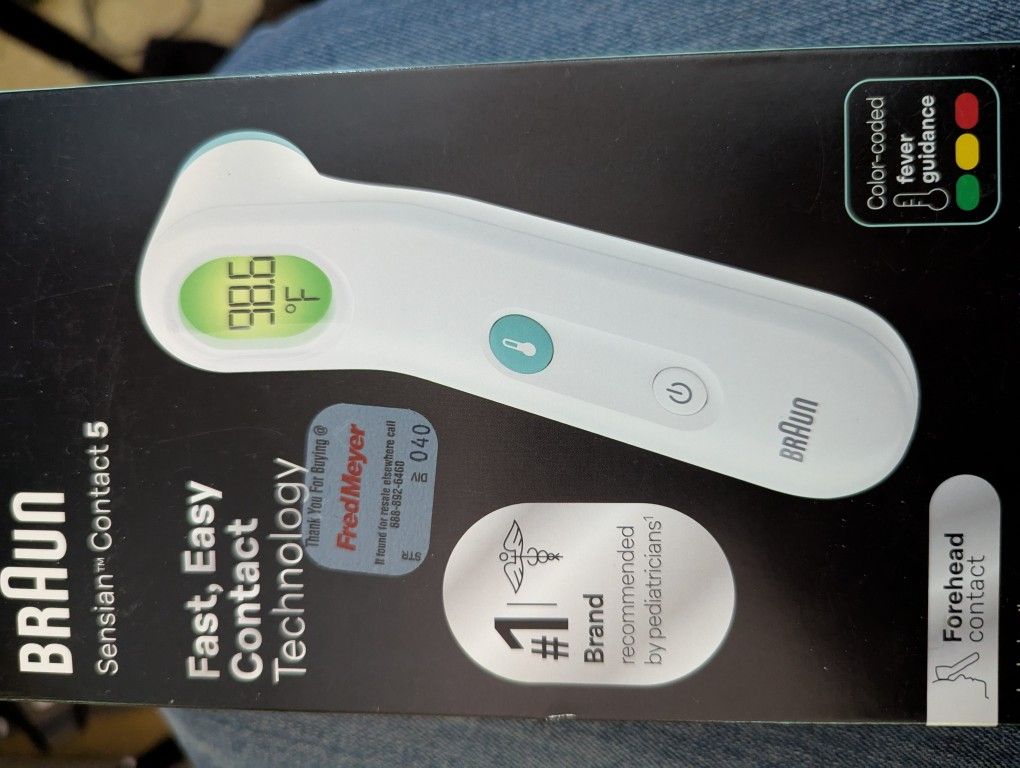 BRAUN
Sensian™ Contact 5
Fast, Easy
Contact
Technology
Thank You For Buying @
FredMeyer
If found for resale elsewhere call
888-892-6460
STR
DIV
040
#1
Brand
recommended
by pediatricians¹
98.6
°F
BRAUN
Color-coded
fever
guidance
Forehead
contact